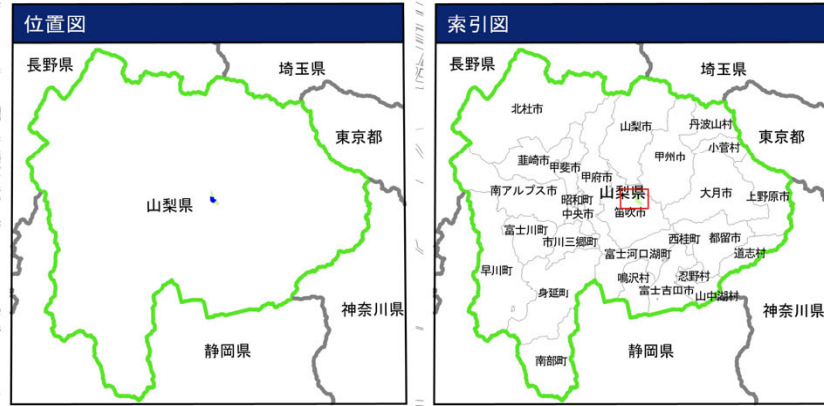 位置図
長野県
埼玉県
東京都
山梨県
神奈川県
静岡県
索引図
長野県
埼玉県
北杜市
丹波山村
山梨市
東京都
小菅村
韮崎市
甲斐市
甲府市
甲州市
南アルプス市
山梨県
大月市
上野原市
昭和町
中央市
笛吹市
富士川町
市川三郷町
西桂町
都留市
富士河口湖町
道志村
早川町
鳴沢村
忍野村
身延町
富士吉田市
山中湖村
神奈川県
静岡県
南部町